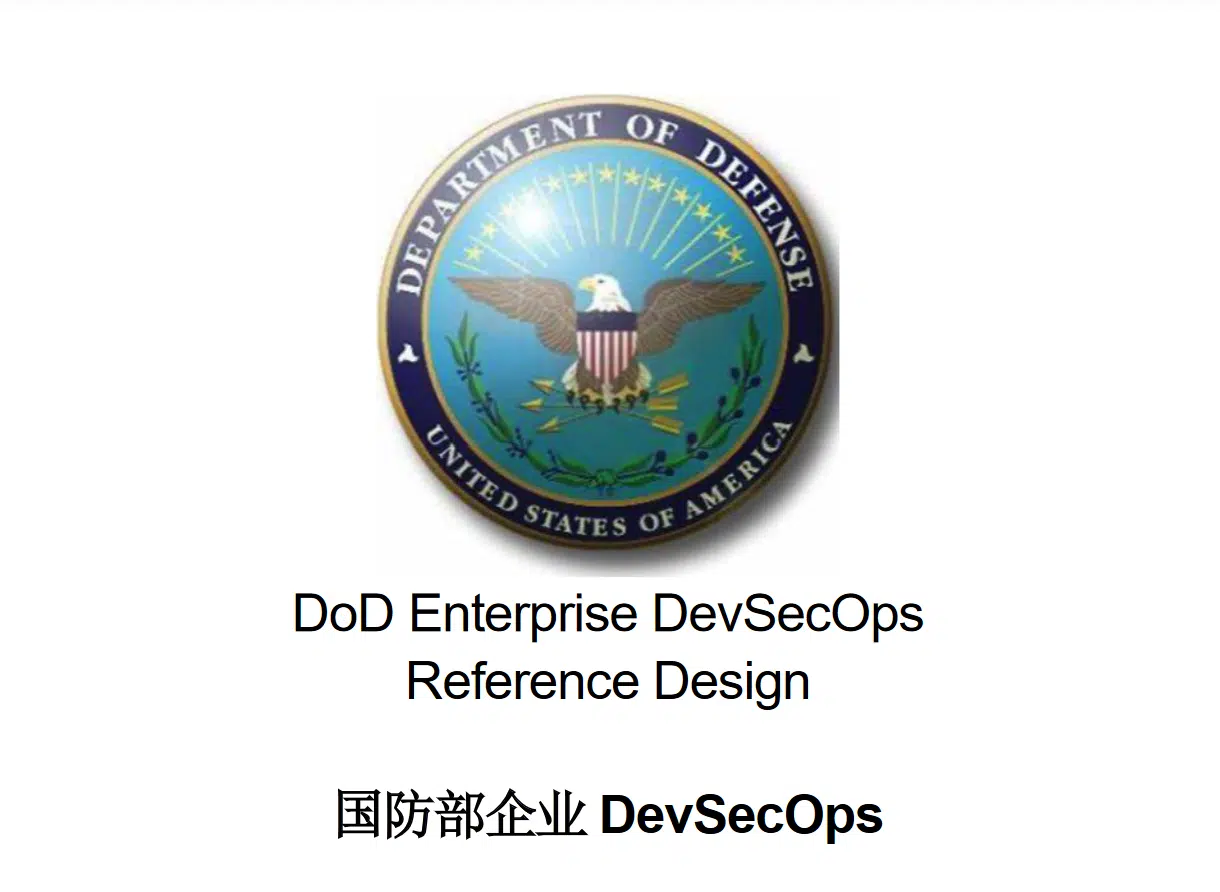 DEPARTMENT OF DEFENSE
UNITED STATES OF AMERICA
DoD Enterprise DevSecOps
Reference Design
国防部企业 DevSecOps